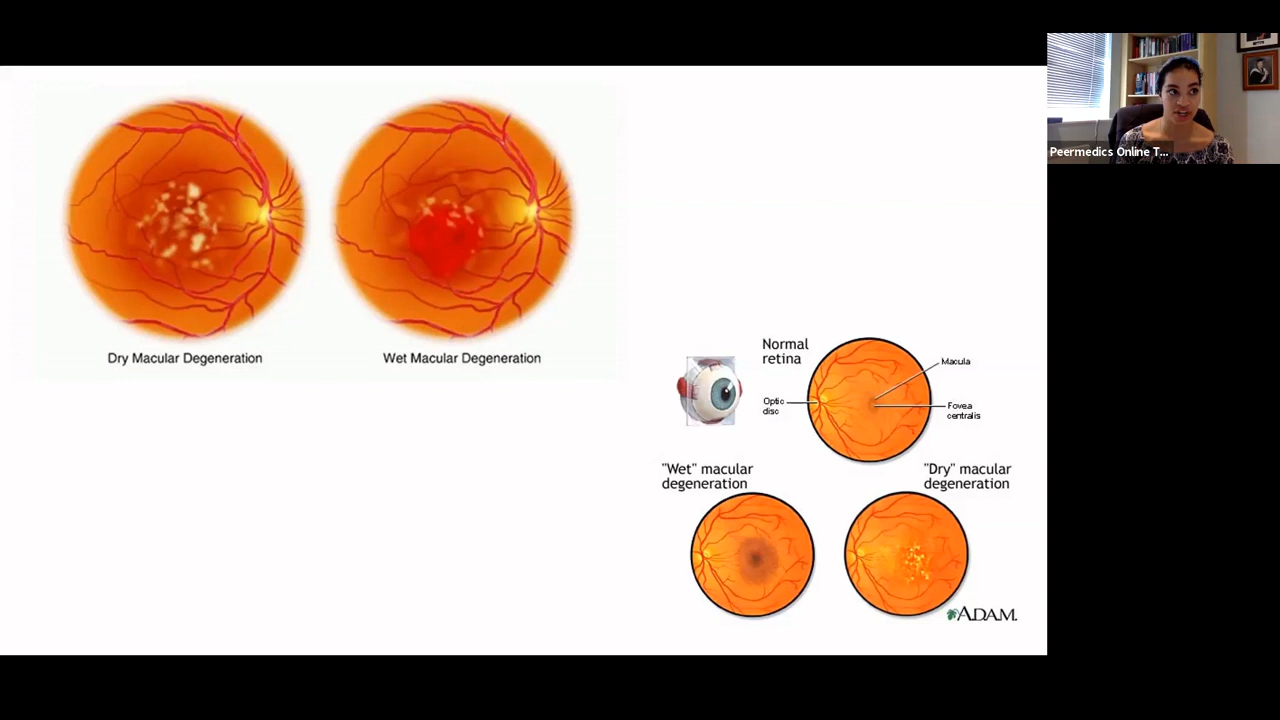 Peermedics Online T...
Dry Macular Degeneration
Wet Macular Degeneration
Normal
retina
Macula
Optic
disc
Fovea
centralis
"Wet" macular
degeneration
"Dry" macular
degeneration
A.D.A.M.